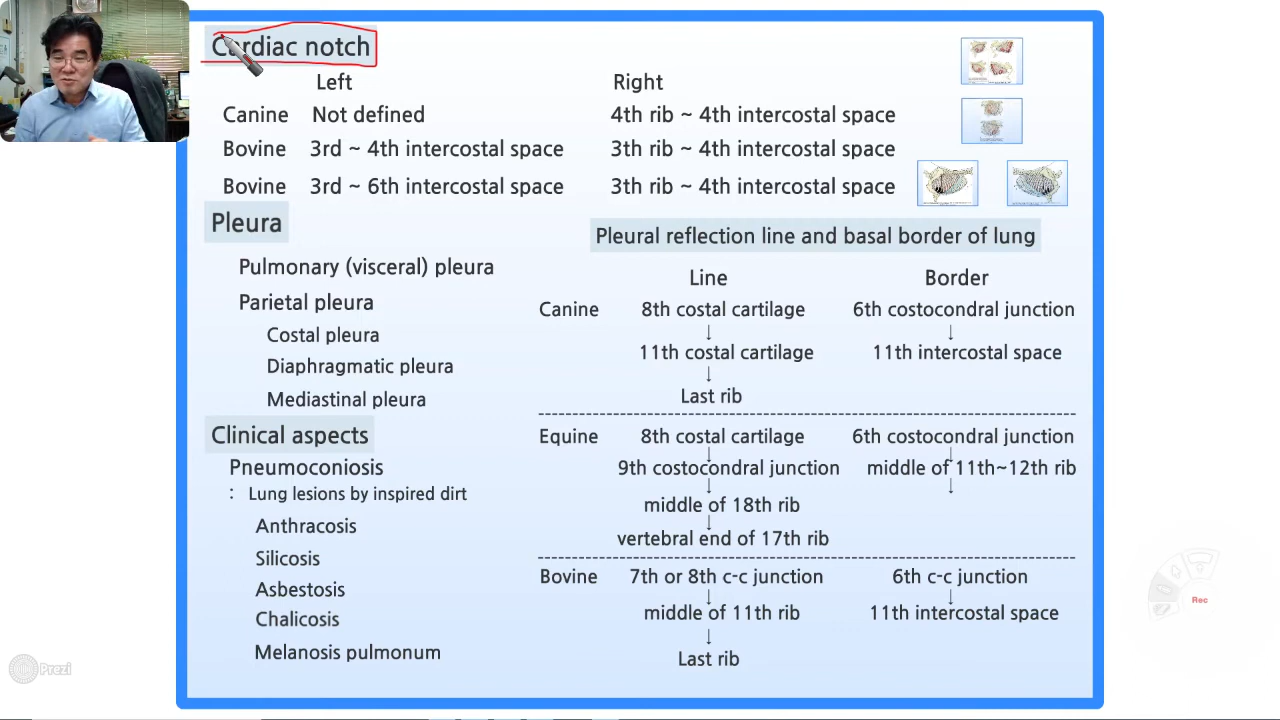 Cardiac notch
Left Right
Canine Not defined 4th rib ~ 4th intercostal space
Bovine 3rd ~ 4th intercostal space 3th rib ~ 4th intercostal space
Bovine 3rd ~ 6th intercostal space 3th rib ~ 4th intercostal space
Pleura
Pulmonary (visceral) pleura
Parietal pleura
Costal pleura
Diaphragmatic pleura
Mediastinal pleura
Clinical aspects
Pneumoconiosis
: Lung lesions by inspired dirt
Anthracosis
Silicosis
Asbestosis
Chalicosis
Melanosis pulmonum
Pleural reflection line and basal border of lung
Line Border
Canine 8th costal cartilage 6th costocondral junction
↓ ↓
11th costal cartilage 11th intercostal space
↓
Last rib
Equine 8th costal cartilage 6th costocondral junction
↓ ↓
9th costocondral junction middle of 11th~12th rib
↓ ↓
middle of 18th rib
↓
vertebral end of 17th rib
Bovine 7th or 8th c-c junction 6th c-c junction
↓ ↓
middle of 11th rib 11th intercostal space
↓
Last rib
Rec
Prezi